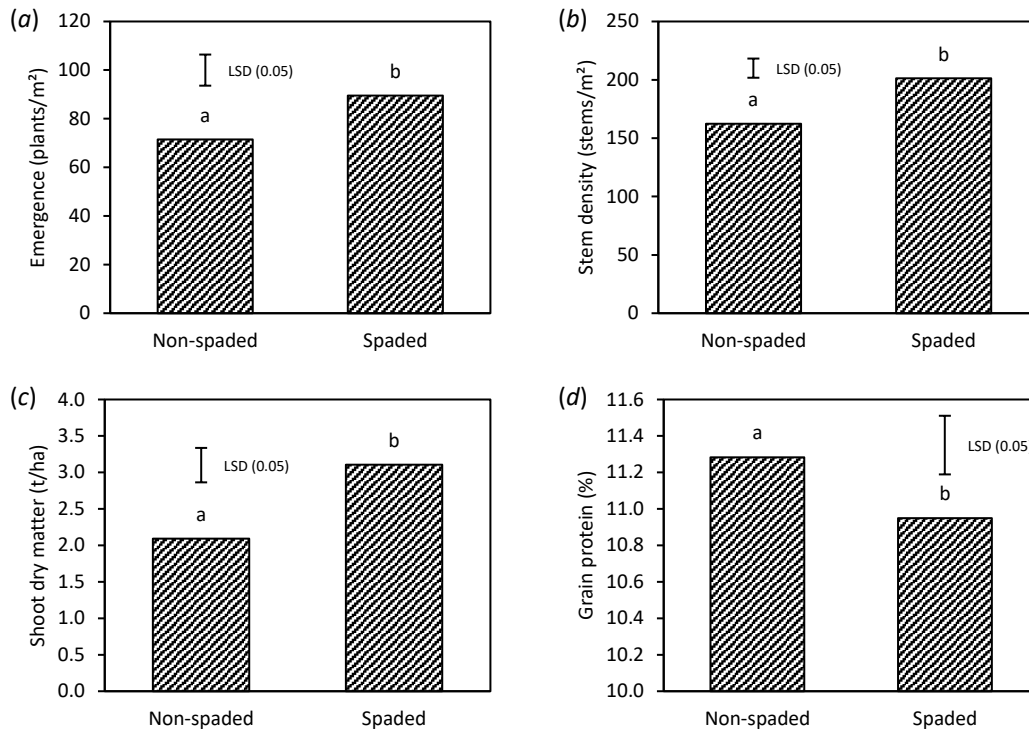 (a)
120
100
80
60
40
20
0
Emergence (plants/m²)
LSD (0.05)
a
b
Non-spaded
Spaded
(b)
250
200
150
100
50
0
Stem density (stems/m²)
LSD (0.05)
a
b
Non-spaded
Spaded
(c)
4.0
3.5
3.0
2.5
2.0
1.5
1.0
0.5
0.0
Shoot dry matter (t/ha)
LSD (0.05)
a
b
Non-spaded
Spaded
(d)
11.6
11.4
11.2
11.0
10.8
10.6
10.4
10.2
10.0
Grain protein (%)
LSD (0.05
a
b
Non-spaded
Spaded